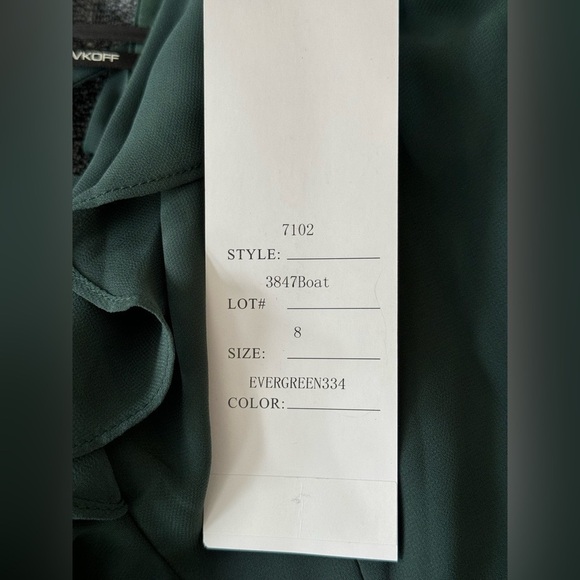 VKOFF
7102
STYLE:
3847Boat
LOT#
8
SIZE:
EVERGREEN334
COLOR: